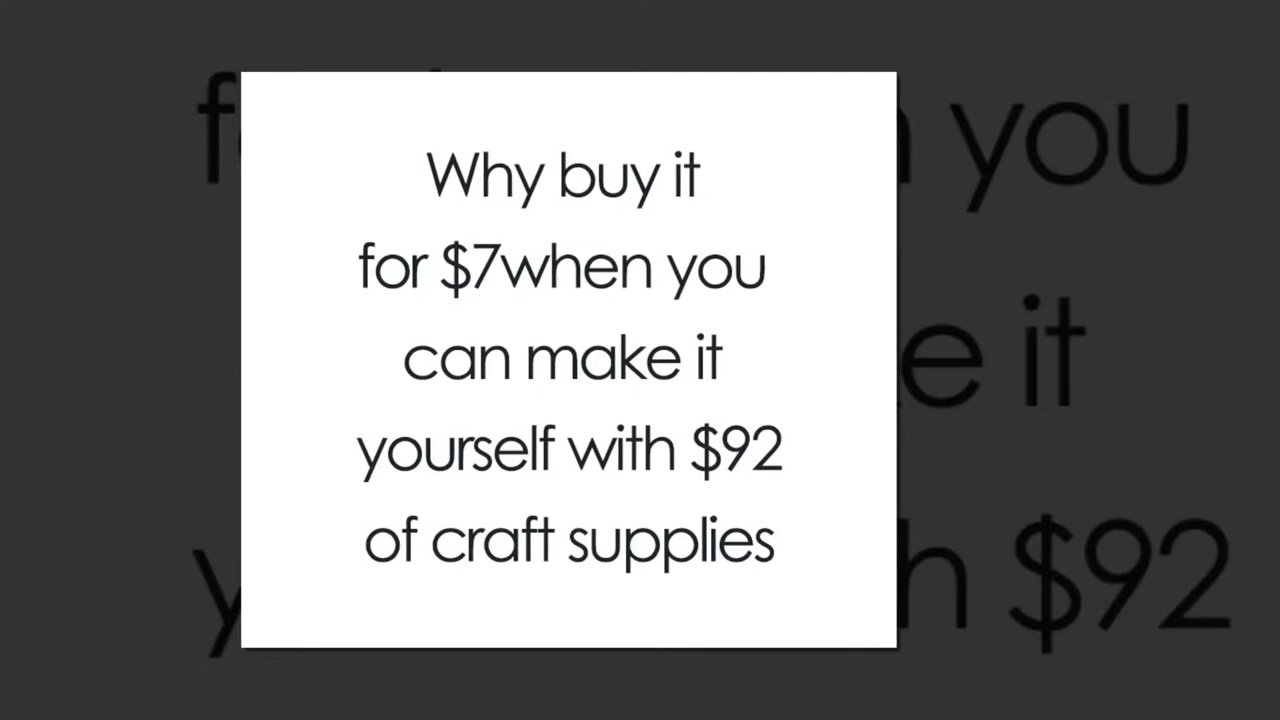 Why buy it
for $7when you
can make it
yourself with $92
of craft supplies